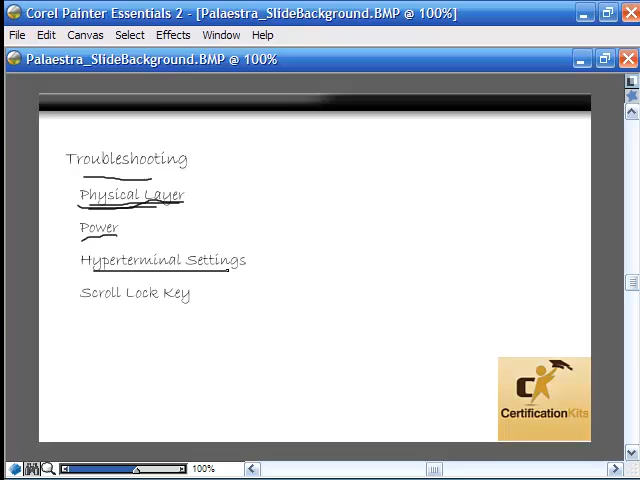 Corel Painter Essentials 2 - [Palaestra_SlideBackground.BMP @ 100%]
File Edit Canvas Select Effects Window Help
Palaestra_SlideBackground.BMP @ 100%
Troubleshooting
Physical Layer
Power
Hyperterminal Settings
Scroll Lock Key
CertificationKits
100%